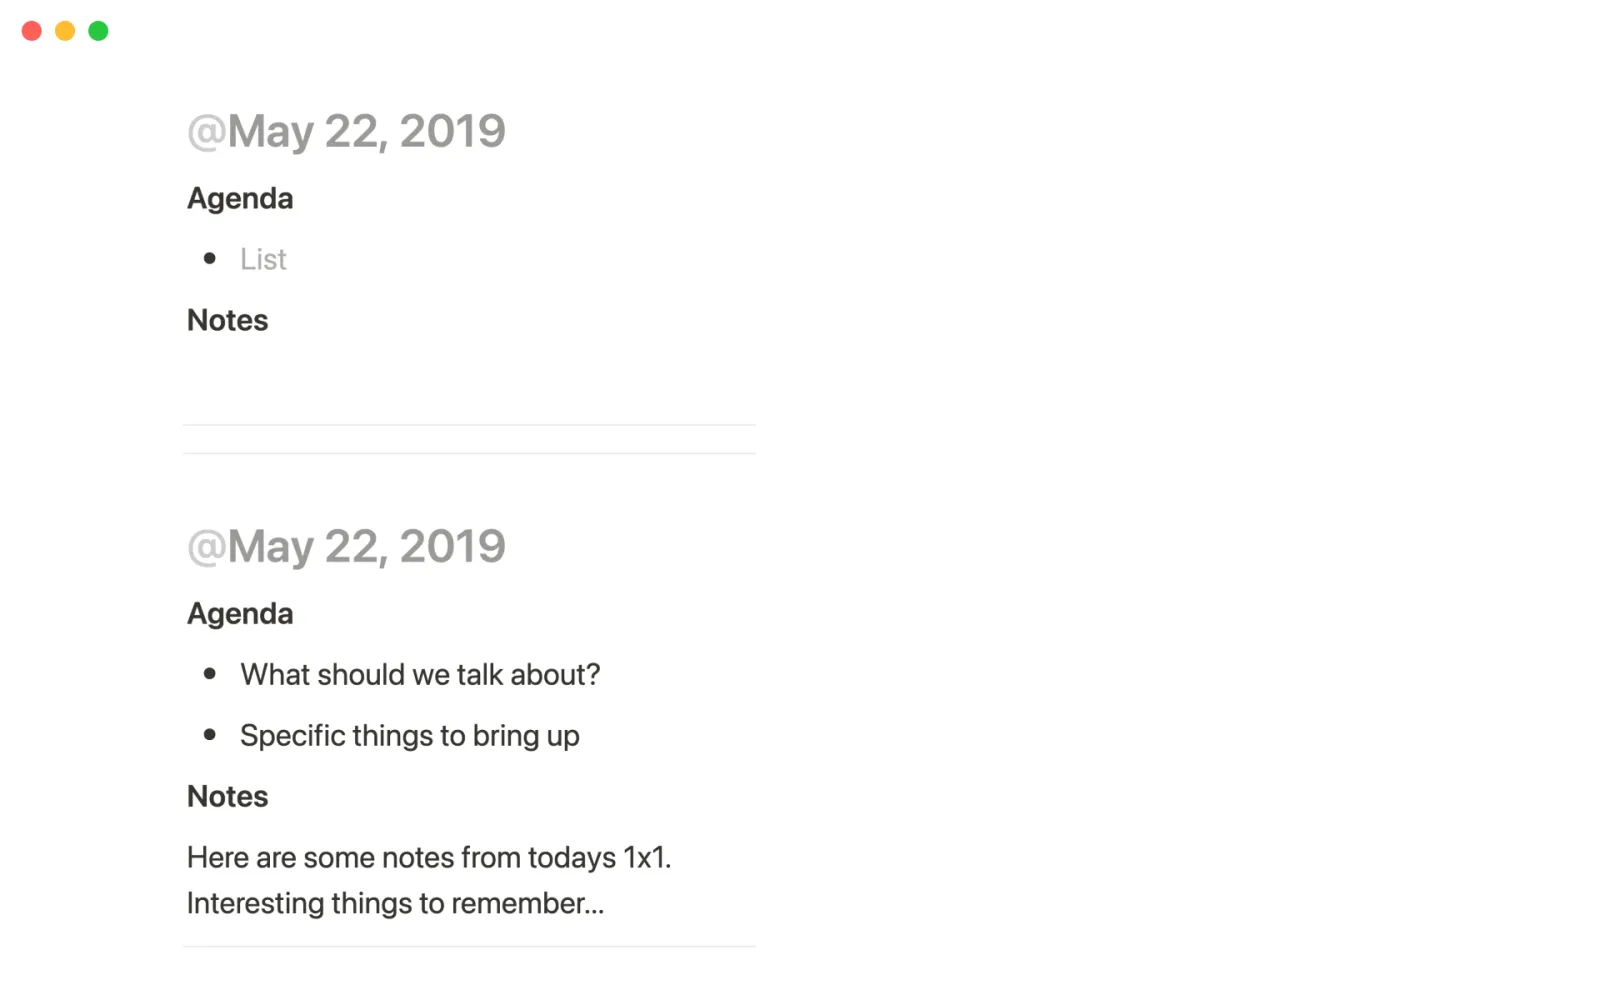 @May 22, 2019
Agenda
• List
Notes
@May 22, 2019
Agenda
• What should we talk about?
• Specific things to bring up
Notes
Here are some notes from todays 1x1.
Interesting things to remember...